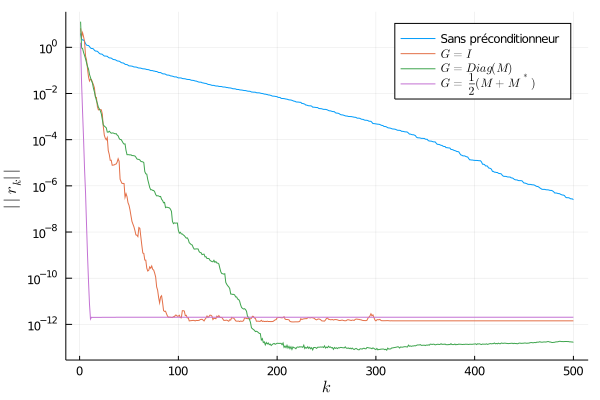 Sans préconditionneur
G = I
G = Diag(M)
G = 1/2(M + M*)
10⁰
10⁻²
10⁻⁴
10⁻⁶
10⁻⁸
10⁻¹⁰
10⁻¹²
||r_k||
0 100 200 300 400 500
k